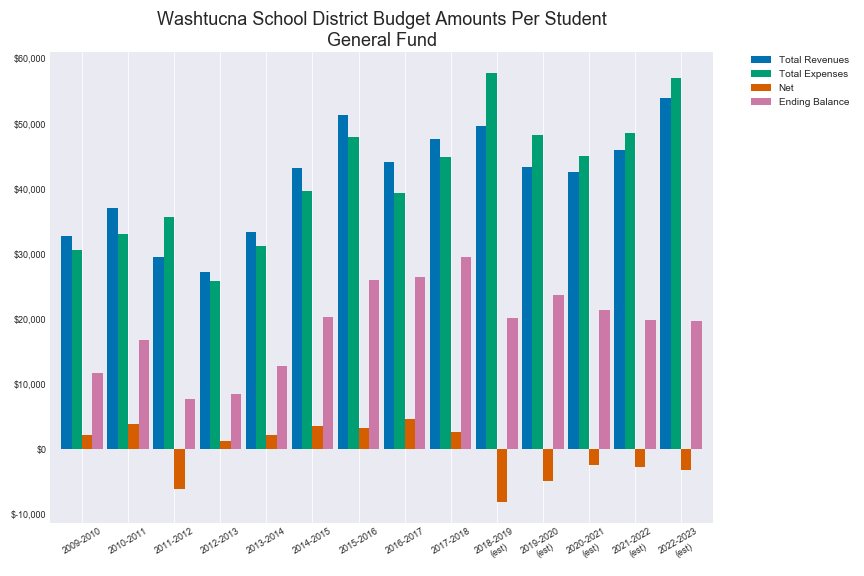 Washtucna School District Budget Amounts Per Student
General Fund
Total Revenues
Total Expenses
Net
Ending Balance
$60,000
$50,000
$40,000
$30,000
$20,000
$10,000
$0
$-10,000
2009-2010
2010-2011
2011-2012
2012-2013
2013-2014
2014-2015
2015-2016
2016-2017
2017-2018
2018-2019
(est)
2019-2020
(est)
2020-2021
(est)
2021-2022
(est)
2022-2023
(est)